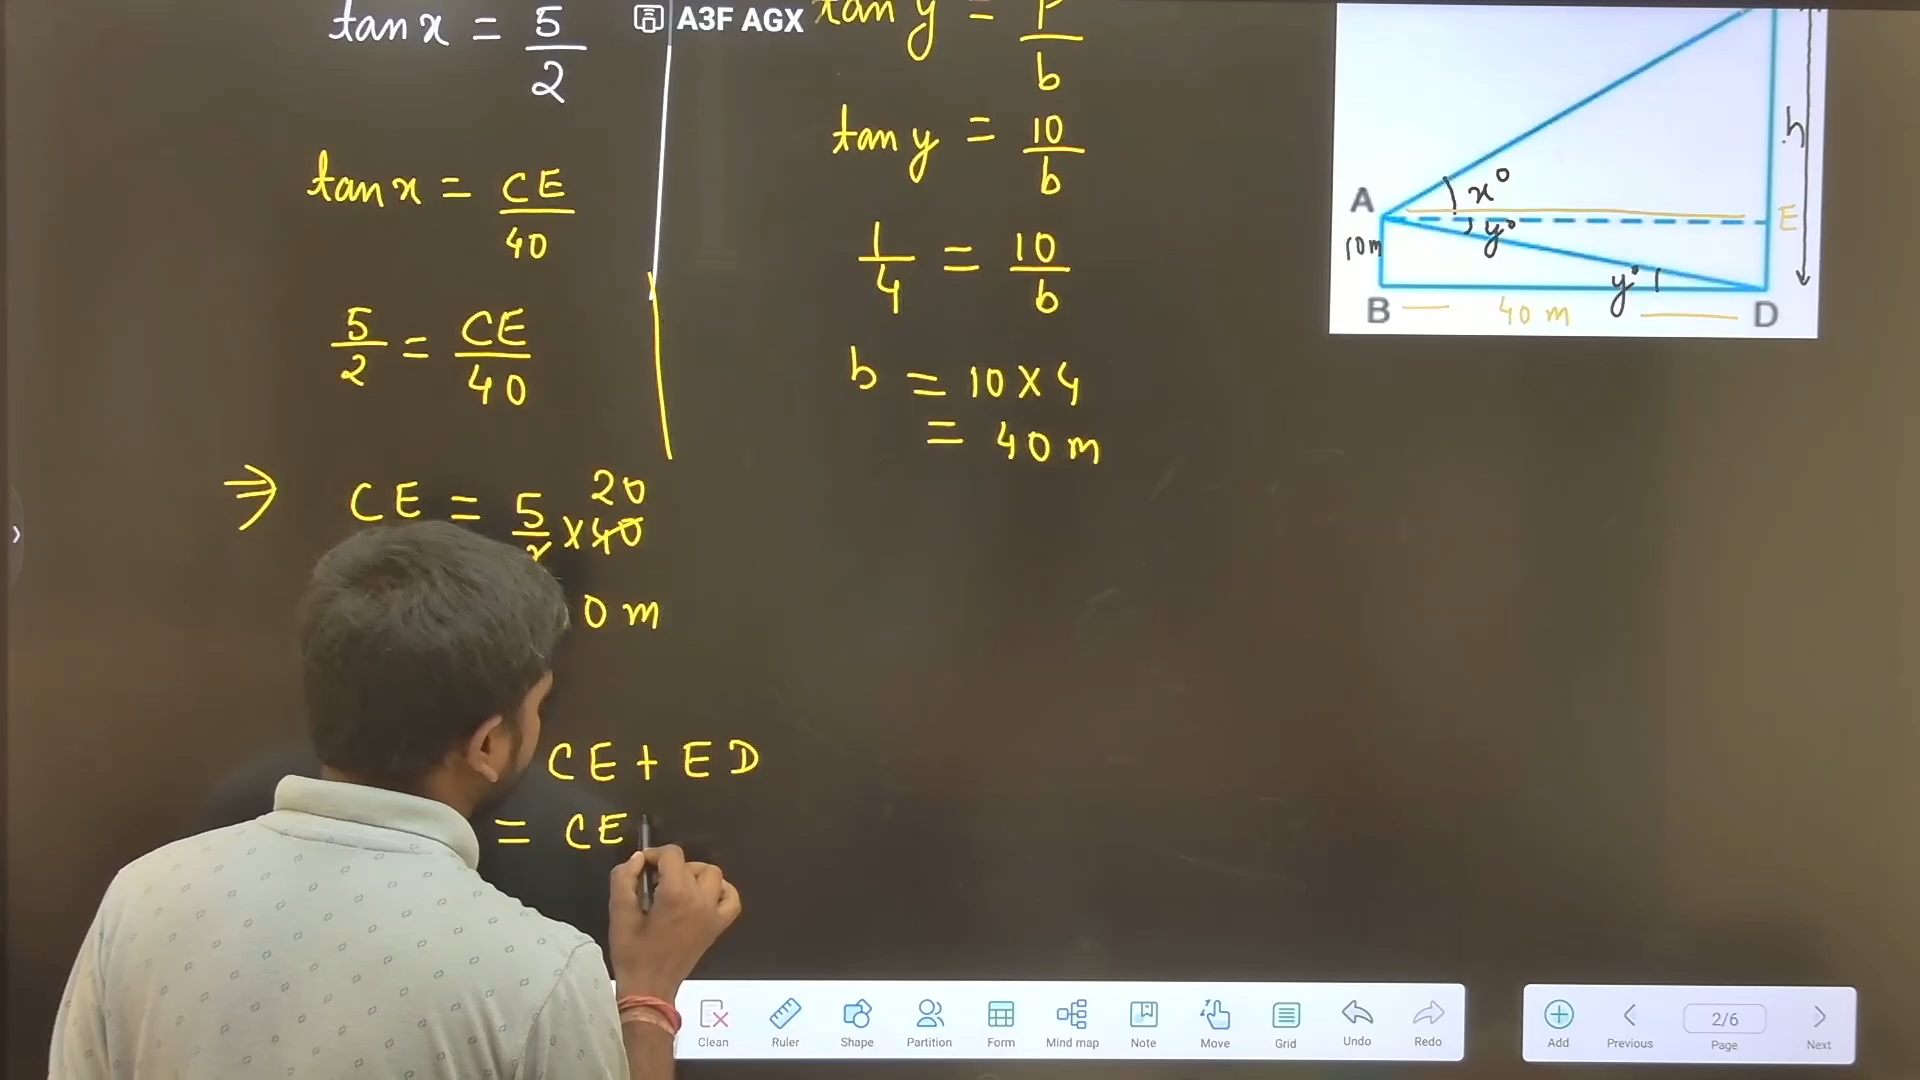 tan x = 5/2
A3F AGX
tan y = P/b
tan y = 10/b
tan x = CE/40
1/4 = 10/b
5/2 = CE/40
b = 10 × 4
= 40 m
⇒ CE = 5/2 × 40 20
0 m
CE + ED
= CE
h
A
x°
E
y°
10m
y°
B
40 m
D
Clean
Ruler
Shape
Partition
Form
Mind map
Note
Move
Grid
Undo
Redo
Add
Previous
2/6
Page
Next